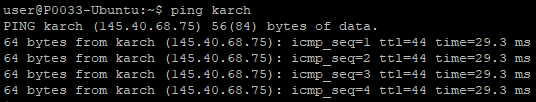 user@P0033-Ubuntu:~$ ping karch
PING karch (145.40.68.75) 56(84) bytes of data.
64 bytes from karch (145.40.68.75): icmp_seq=1 ttl=44 time=29.3 ms
64 bytes from karch (145.40.68.75): icmp_seq=2 ttl=44 time=29.3 ms
64 bytes from karch (145.40.68.75): icmp_seq=3 ttl=44 time=29.3 ms
64 bytes from karch (145.40.68.75): icmp_seq=4 ttl=44 time=29.3 ms